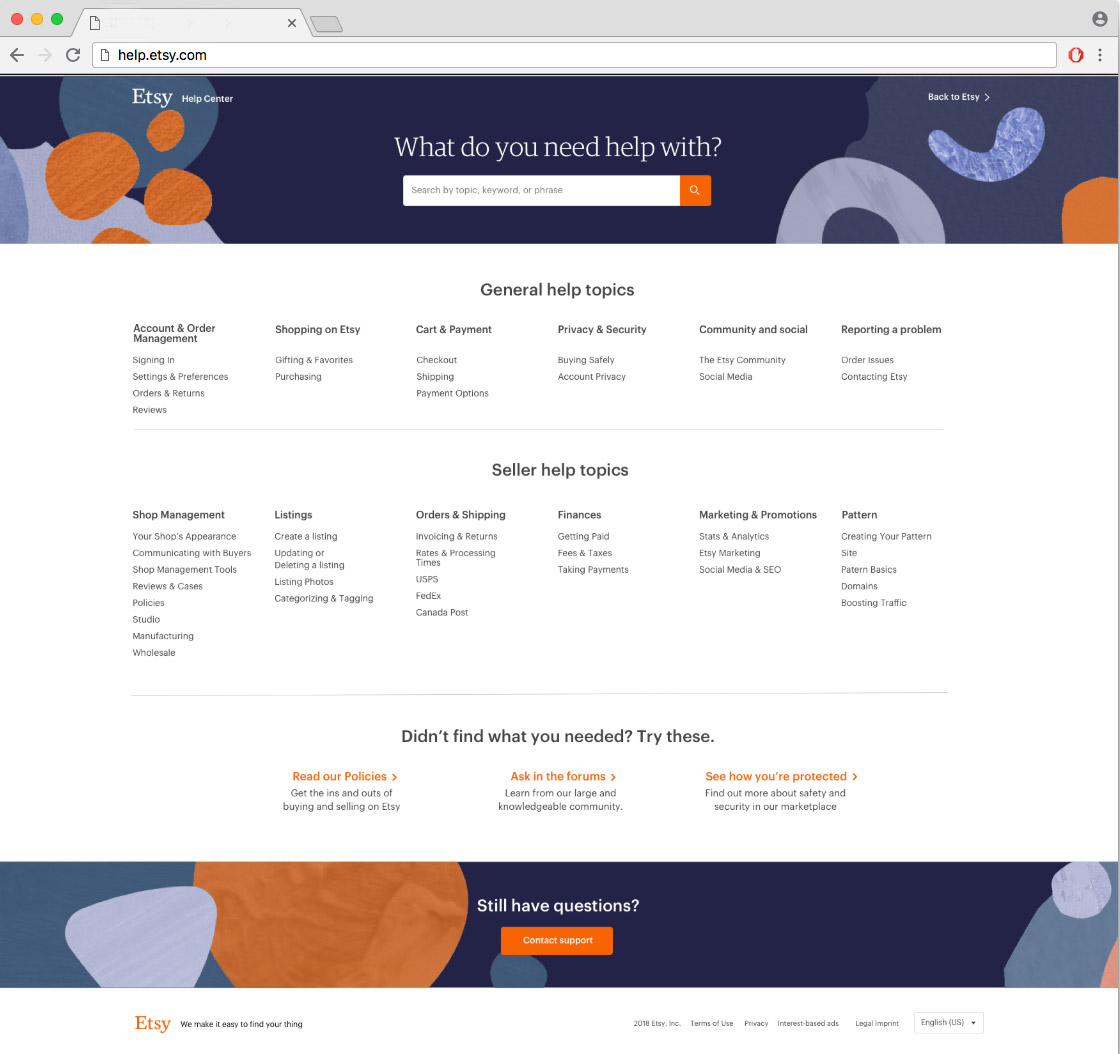 help.etsy.com
Etsy Help Center
Back to Etsy
What do you need help with?
Search by topic, keyword, or phrase
General help topics
Account & Order
Management
Signing In
Settings & Preferences
Orders & Returns
Reviews
Shopping on Etsy
Gifting & Favorites
Purchasing
Cart & Payment
Checkout
Shipping
Payment Options
Privacy & Security
Buying Safely
Account Privacy
Community and social
The Etsy Community
Social Media
Reporting a problem
Order Issues
Contacting Etsy
Seller help topics
Shop Management
Your Shop's Appearance
Communicating with Buyers
Shop Management Tools
Reviews & Cases
Policies
Studio
Manufacturing
Wholesale
Listings
Create a listing
Updating or
Deleting a listing
Listing Photos
Categorizing & Tagging
Orders & Shipping
Invoicing & Returns
Rates & Processing
Times
USPS
FedEx
Canada Post
Finances
Getting Paid
Fees & Taxes
Taking Payments
Marketing & Promotions
Stats & Analytics
Etsy Marketing
Social Media & SEO
Pattern
Creating Your Pattern
Site
Patern Basics
Domains
Boosting Traffic
Didn't find what you needed? Try these.
Read our Policies
Get the ins and outs of
buying and selling on Etsy
Ask in the forums
Learn from our large and
knowledgeable community.
See how you're protected
Find out more about safety and
security in our marketplace
Still have questions?
Contact support
Etsy We make it easy to find your thing
2018 Etsy, Inc. Terms of Use Privacy Interest-based ads Legal Imprint English (US)